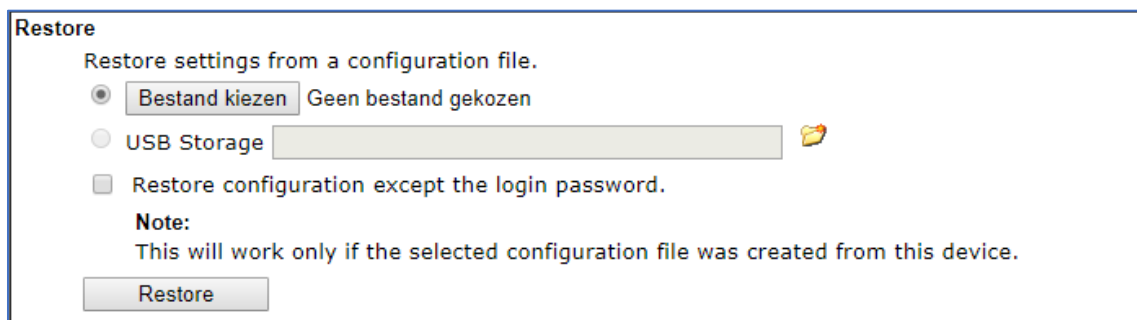 Restore
Restore settings from a configuration file.
Bestand kiezen Geen bestand gekozen
USB Storage
Restore configuration except the login password.
Note:
This will work only if the selected configuration file was created from this device.
Restore